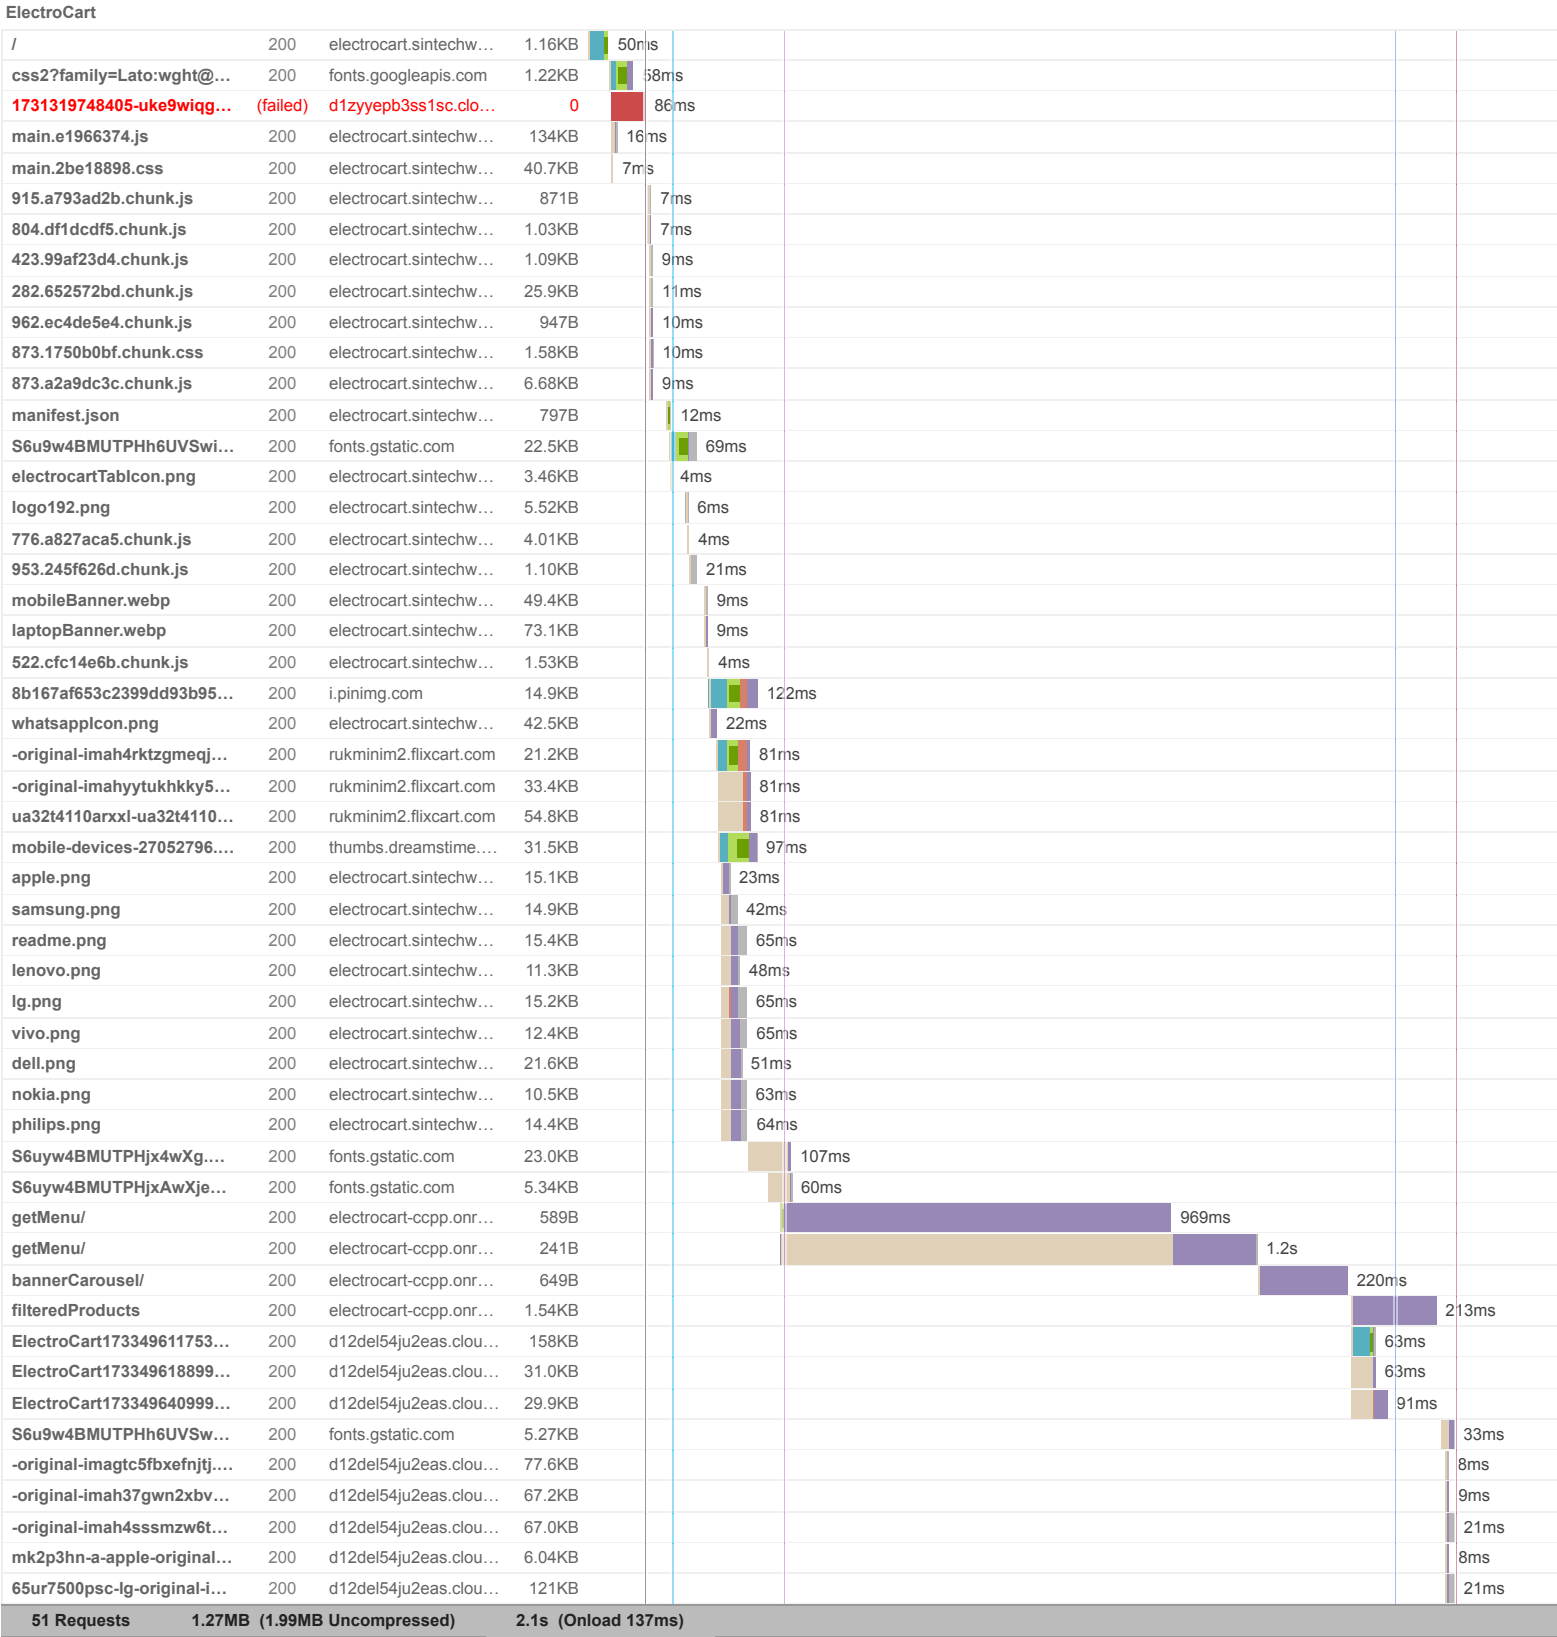 ElectroCart
/ 200 electrocart.sintechw… 1.16KB 50ms
css2?family=Lato:wght@… 200 fonts.googleapis.com 1.22KB 58ms
1731319748405-uke9wiqg… (failed) d1zyyepb3ss1sc.clo… 0 86ms
main.e1966374.js 200 electrocart.sintechw… 134KB 16ms
main.2be18898.css 200 electrocart.sintechw… 40.7KB 7ms
915.a793ad2b.chunk.js 200 electrocart.sintechw… 871B 7ms
804.df1dcdf5.chunk.js 200 electrocart.sintechw… 1.03KB 7ms
423.99af23d4.chunk.js 200 electrocart.sintechw… 1.09KB 9ms
282.652572bd.chunk.js 200 electrocart.sintechw… 25.9KB 11ms
962.ec4de5e4.chunk.js 200 electrocart.sintechw… 947B 10ms
873.1750b0bf.chunk.css 200 electrocart.sintechw… 1.58KB 10ms
873.a2a9dc3c.chunk.js 200 electrocart.sintechw… 6.68KB 9ms
manifest.json 200 electrocart.sintechw… 797B 12ms
S6u9w4BMUTPHh6UVSwi… 200 fonts.gstatic.com 22.5KB 69ms
electrocartTabIcon.png 200 electrocart.sintechw… 3.46KB 4ms
logo192.png 200 electrocart.sintechw… 5.52KB 6ms
776.a827aca5.chunk.js 200 electrocart.sintechw… 4.01KB 4ms
953.245f626d.chunk.js 200 electrocart.sintechw… 1.10KB 21ms
mobileBanner.webp 200 electrocart.sintechw… 49.4KB 9ms
laptopBanner.webp 200 electrocart.sintechw… 73.1KB 9ms
522.cfc14e6b.chunk.js 200 electrocart.sintechw… 1.53KB 4ms
8b167af653c2399dd93b95… 200 i.pinimg.com 14.9KB 122ms
whatsappIcon.png 200 electrocart.sintechw… 42.5KB 22ms
-original-imah4rktzgmeqj… 200 rukminim2.flixcart.com 21.2KB 81ms
-original-imahyytukhkky5… 200 rukminim2.flixcart.com 33.4KB 81ms
ua32t4110arxxl-ua32t4110… 200 rukminim2.flixcart.com 54.8KB 81ms
mobile-devices-27052796.… 200 thumbs.dreamstime.… 31.5KB 97ms
apple.png 200 electrocart.sintechw… 15.1KB 23ms
samsung.png 200 electrocart.sintechw… 14.9KB 42ms
readme.png 200 electrocart.sintechw… 15.4KB 65ms
lenovo.png 200 electrocart.sintechw… 11.3KB 48ms
lg.png 200 electrocart.sintechw… 15.2KB 65ms
vivo.png 200 electrocart.sintechw… 12.4KB 65ms
dell.png 200 electrocart.sintechw… 21.6KB 51ms
nokia.png 200 electrocart.sintechw… 10.5KB 63ms
philips.png 200 electrocart.sintechw… 14.4KB 64ms
S6uyw4BMUTPHjx4wXg.… 200 fonts.gstatic.com 23.0KB 107ms
S6uyw4BMUTPHjxAwXje… 200 fonts.gstatic.com 5.34KB 60ms
getMenu/ 200 electrocart-ccpp.onr… 589B 969ms
getMenu/ 200 electrocart-ccpp.onr… 241B 1.2s
bannerCarousel/ 200 electrocart-ccpp.onr… 649B 220ms
filteredProducts 200 electrocart-ccpp.onr… 1.54KB 213ms
ElectroCart173349611753… 200 d12del54ju2eas.clou… 158KB 63ms
ElectroCart173349618899… 200 d12del54ju2eas.clou… 31.0KB 63ms
ElectroCart173349640999… 200 d12del54ju2eas.clou… 29.9KB 91ms
S6u9w4BMUTPHh6UVSw… 200 fonts.gstatic.com 5.27KB 33ms
-original-imagtc5fbxefnjtj.… 200 d12del54ju2eas.clou… 77.6KB 8ms
-original-imah37gwn2xbv… 200 d12del54ju2eas.clou… 67.2KB 9ms
-original-imah4sssmzw6t… 200 d12del54ju2eas.clou… 67.0KB 21ms
mk2p3hn-a-apple-original… 200 d12del54ju2eas.clou… 6.04KB 8ms
65ur7500psc-lg-original-i… 200 d12del54ju2eas.clou… 121KB 21ms
51 Requests 1.27MB (1.99MB Uncompressed) 2.1s (Onload 137ms)